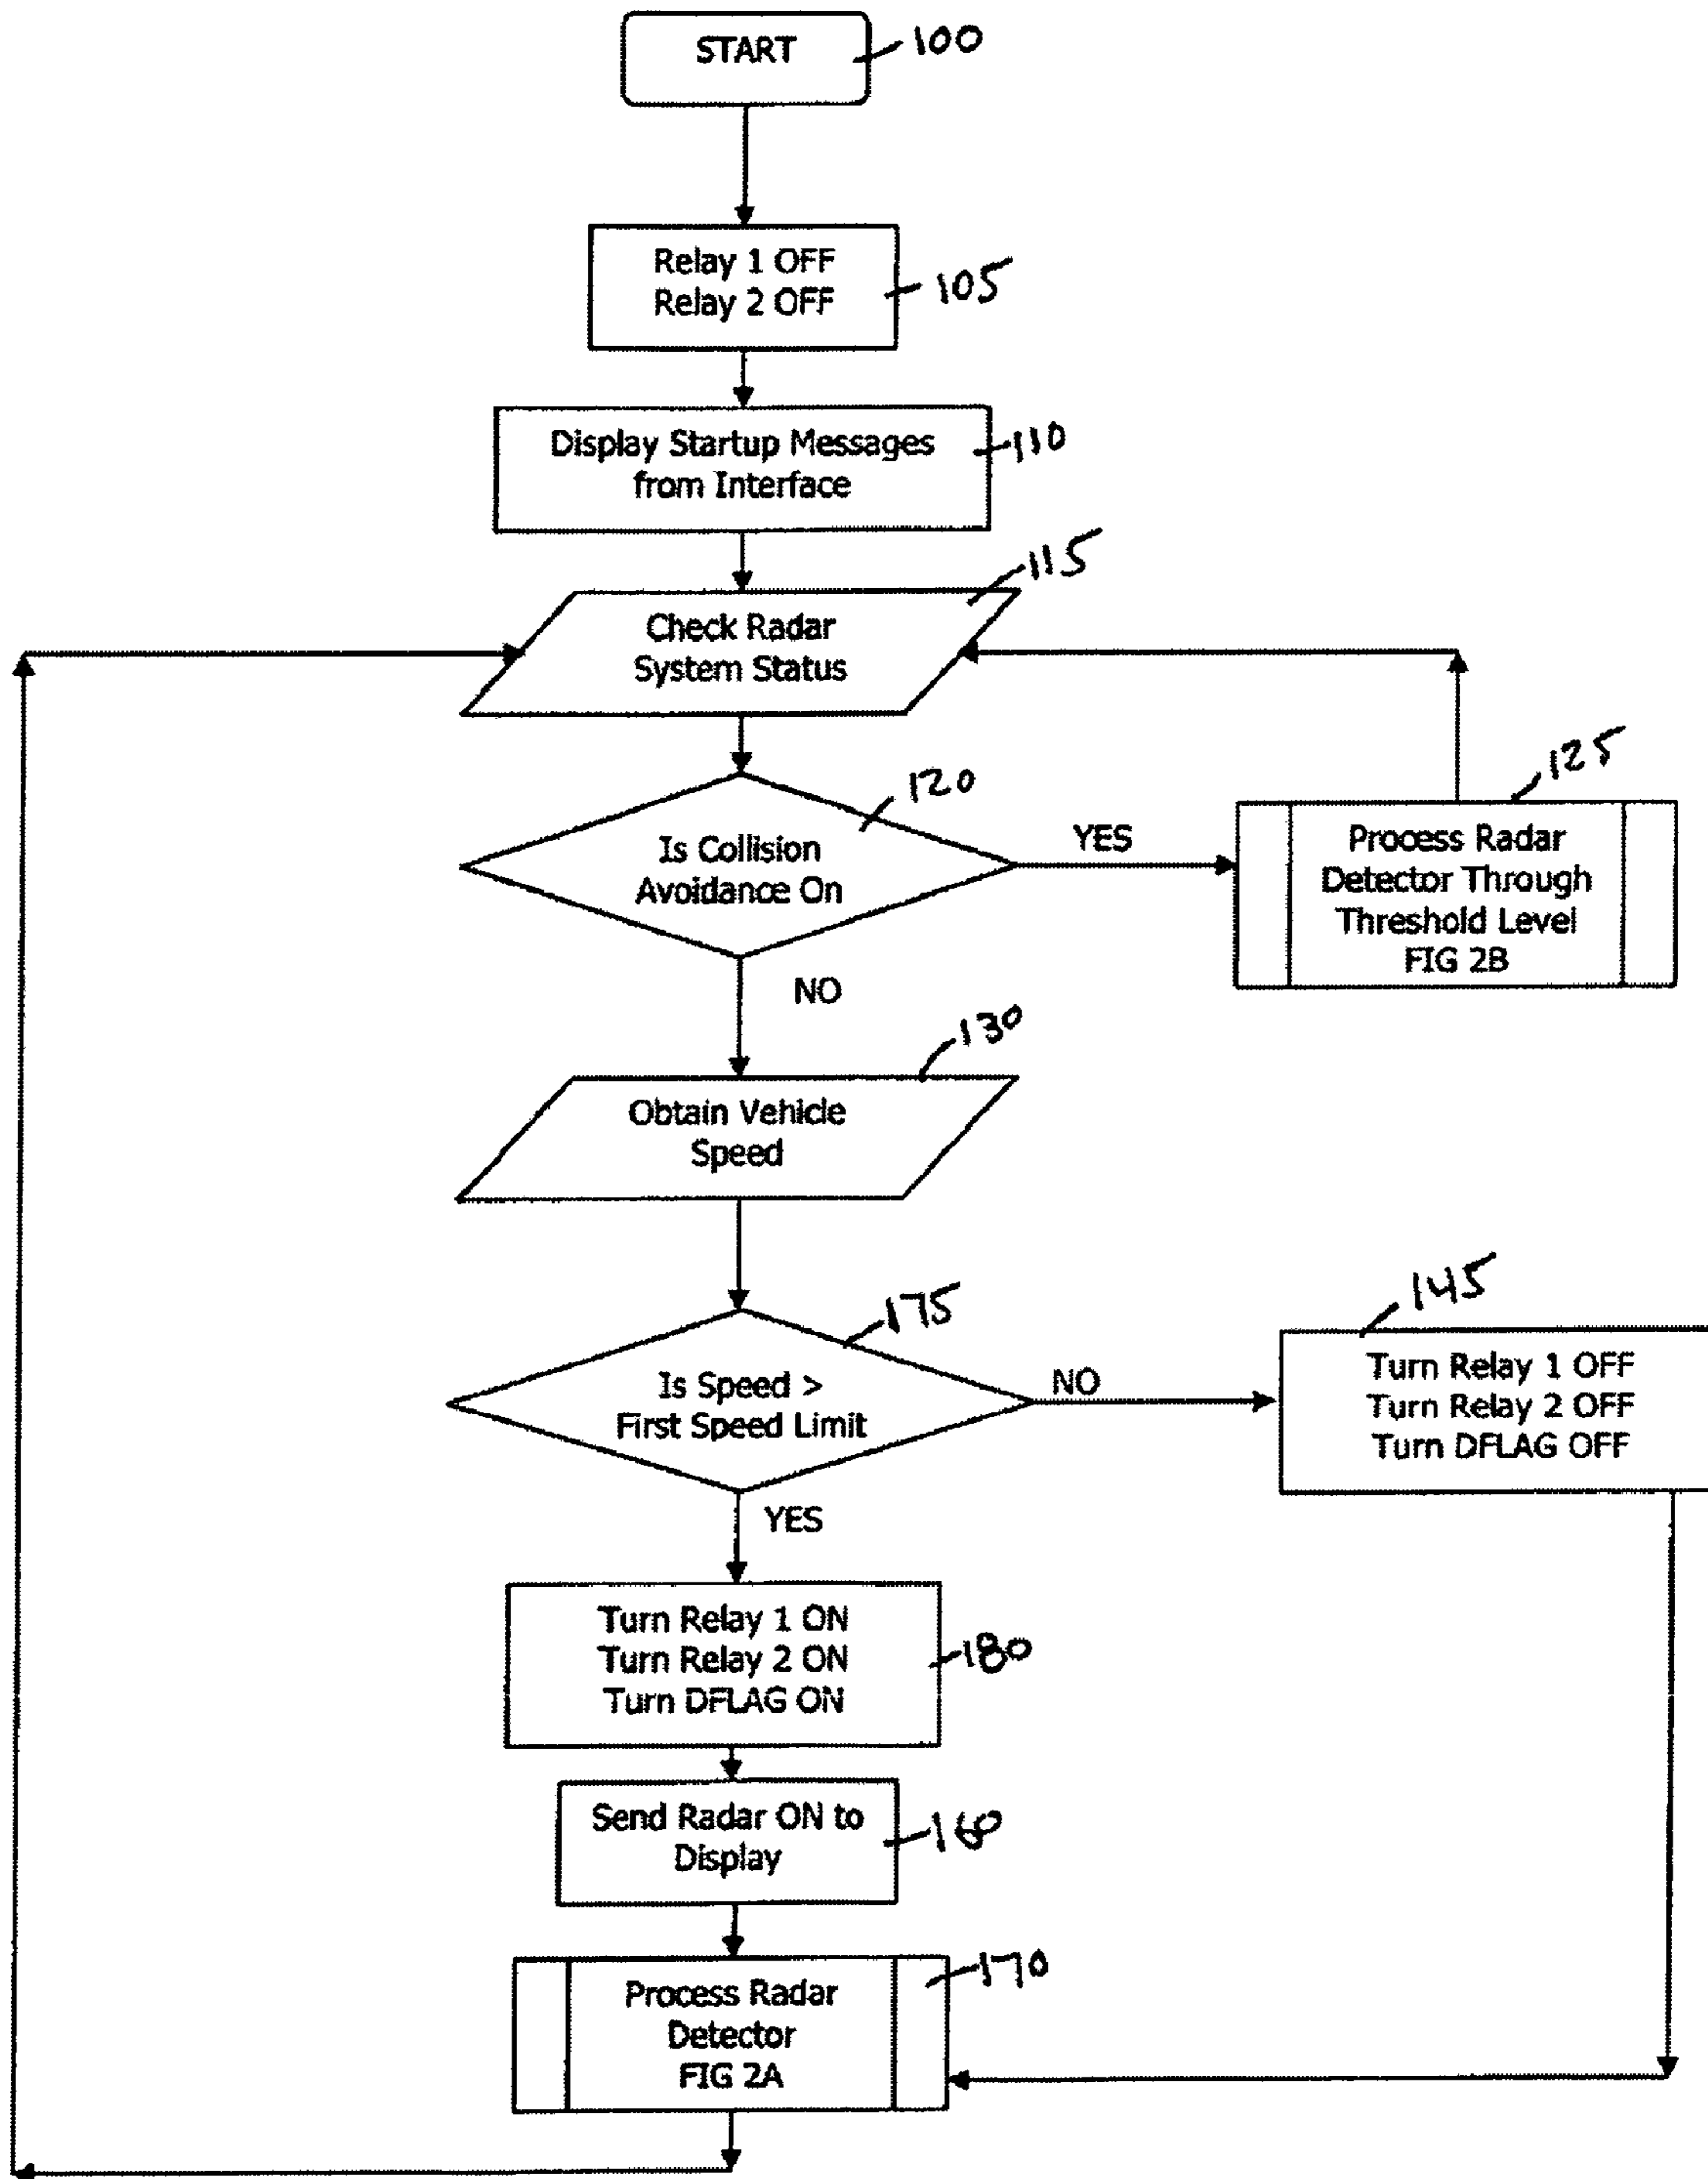 START
100
Relay 1 OFF
Relay 2 OFF
105
Display Startup Messages
from Interface
110
115
Check Radar
System Status
120
Is Collision
Avoidance On
YES
125
Process Radar
Detector Through
Threshold Level
FIG 2B
NO
130
Obtain Vehicle
Speed
175
Is Speed >
First Speed Limit
NO
145
Turn Relay 1 OFF
Turn Relay 2 OFF
Turn DFLAG OFF
YES
Turn Relay 1 ON
Turn Relay 2 ON
Turn DFLAG ON
180
Send Radar ON to
Display
160
Process Radar
Detector
FIG 2A
170